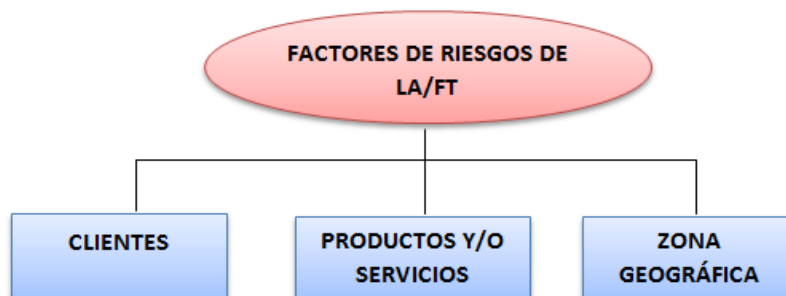 FACTORES DE RIESGOS DE
LA/FT
CLIENTES
PRODUCTOS Y/O
SERVICIOS
ZONA
GEOGRÁFICA